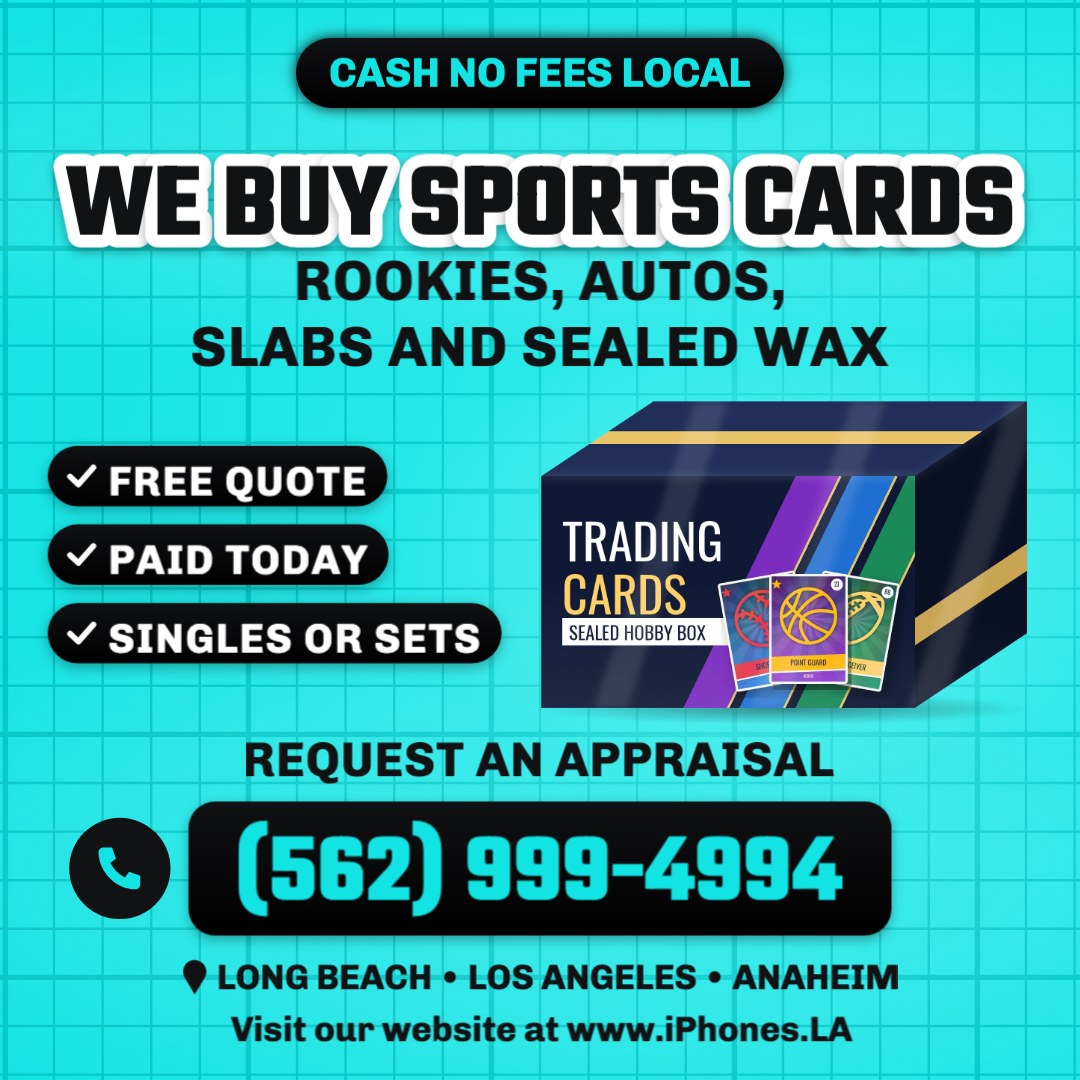 CASH NO FEES LOCAL
WE BUY SPORTS CARDS
ROOKIES, AUTOS,
SLABS AND SEALED WAX
FREE QUOTE
PAID TODAY
SINGLES OR SETS
TRADING
CARDS
SEALED HOBBY BOX
23
88
POINT GUARD
REQUEST AN APPRAISAL
(562) 999-4994
LONG BEACH • LOS ANGELES • ANAHEIM
Visit our website at www.iPhones.LA